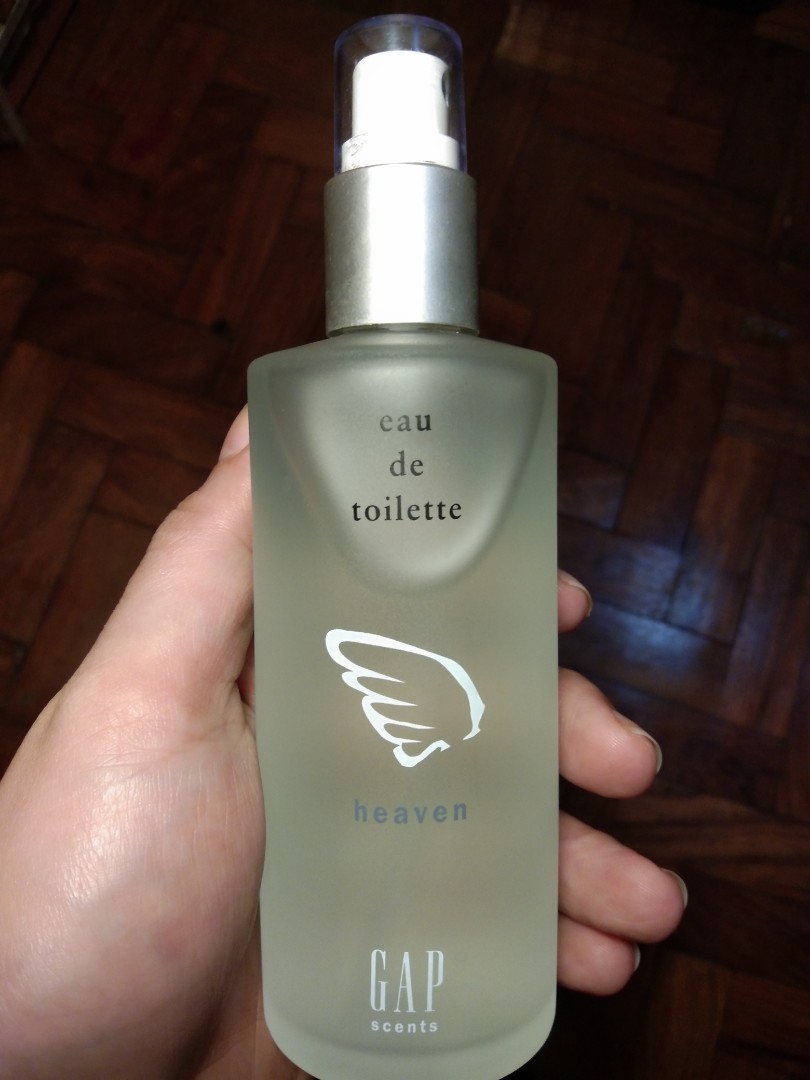 eau
de
toilette
heaven
GAP
scents